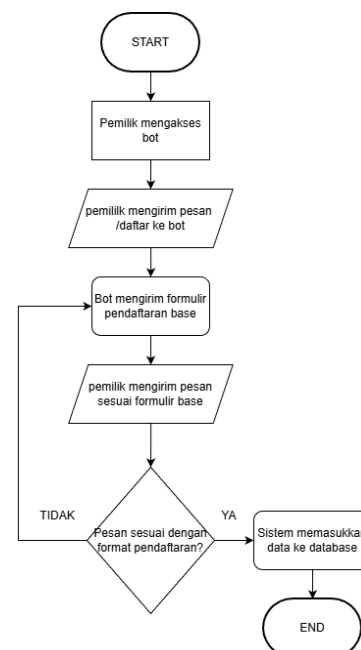 START
Pemilik mengakses
bot
pemililk mengirim pesan
/daftar ke bot
Bot mengirim formulir
pendaftaran base
pemilik mengirim pesan
sesuai formulir base
TIDAK
Pesan sesuai dengan
format pendaftaran?
YA
Sistem memasukkan
data ke database
END